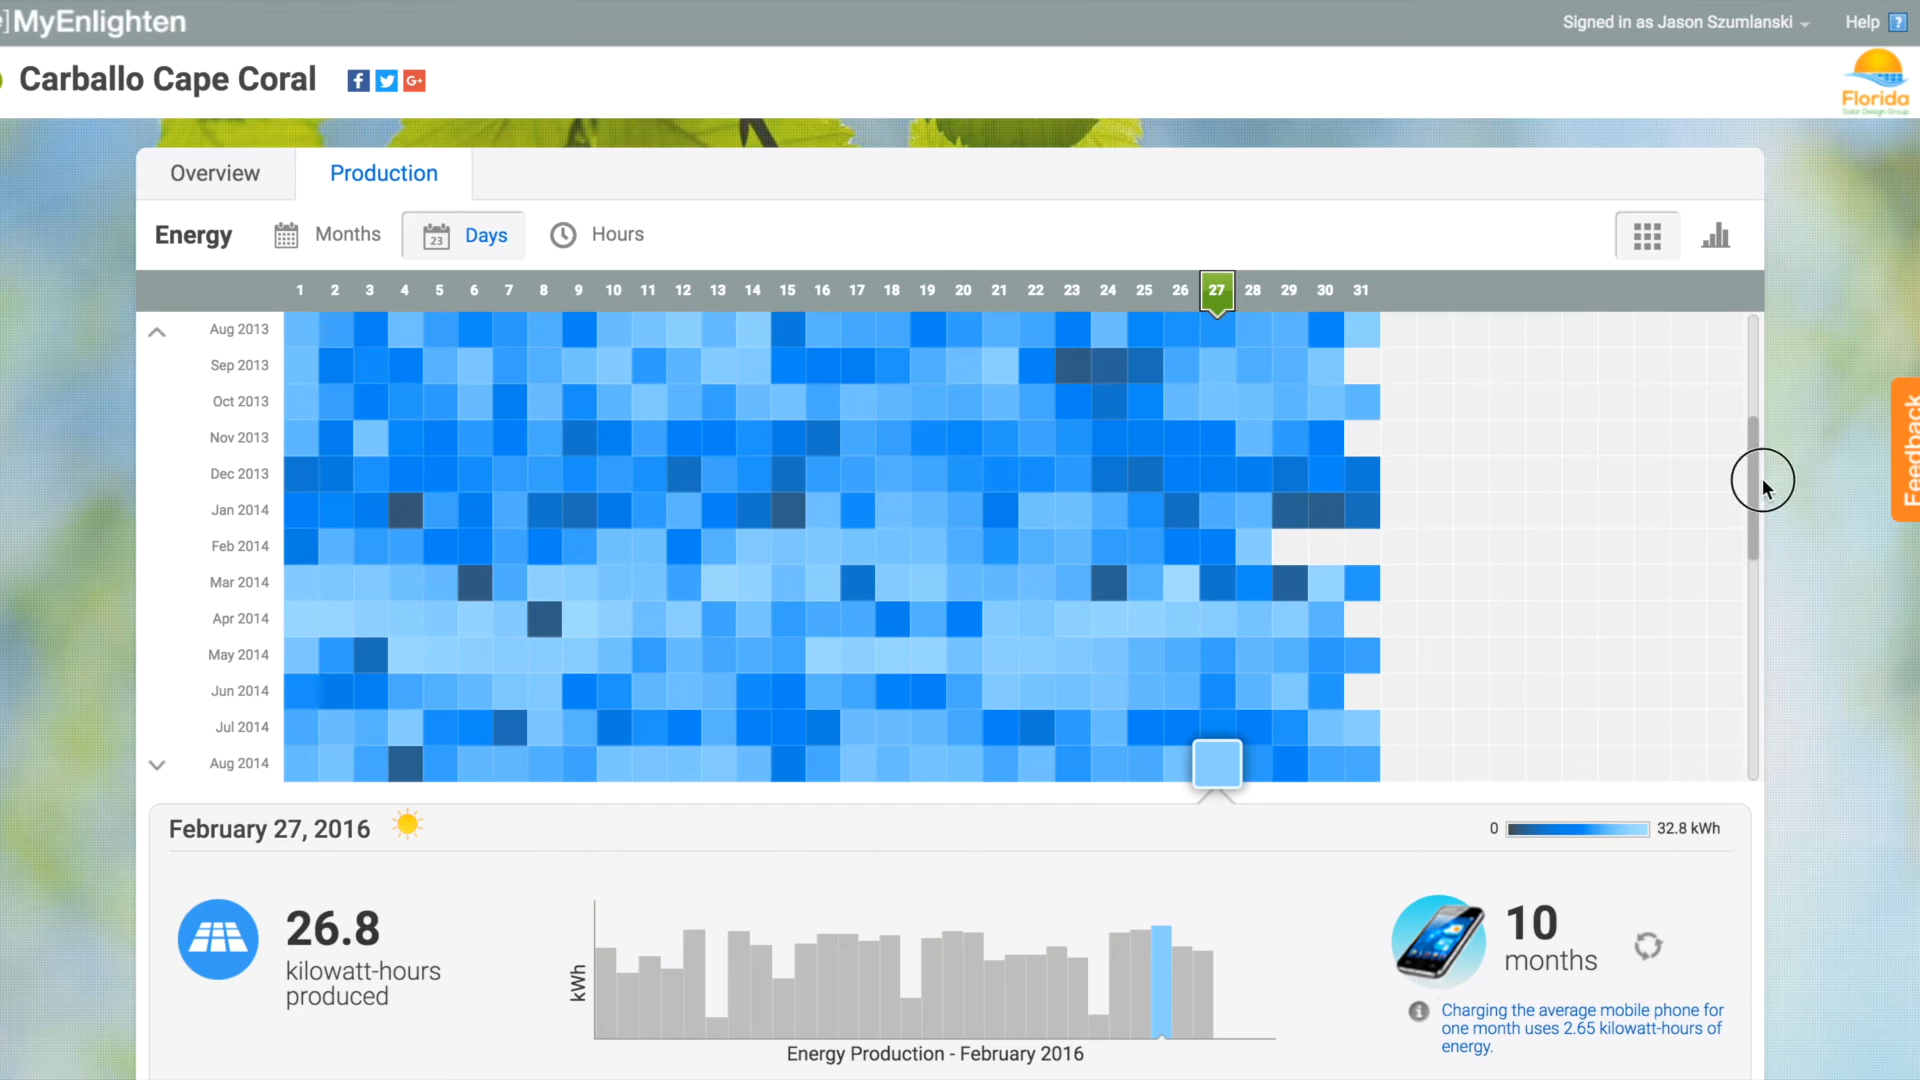 MyEnlighten
Signed in as Jason Szumlanski
Help ?
Carballo Cape Coral
f
G+
Florida
Solar Design Group
Overview
Production
Energy
Months
23
Days
Hours
1 2 3 4 5 6 7 8 9 10 11 12 13 14 15 16 17 18 19 20 21 22 23 24 25 26 27 28 29 30 31
Aug 2013
Sep 2013
Oct 2013
Nov 2013
Dec 2013
Jan 2014
Feb 2014
Mar 2014
Apr 2014
May 2014
Jun 2014
Jul 2014
Aug 2014
Feedback
February 27, 2016
0
32.8 kWh
26.8
kilowatt-hours
produced
kWh
Energy Production - February 2016
10
months
i
Charging the average mobile phone for
one month uses 2.65 kilowatt-hours of
energy.